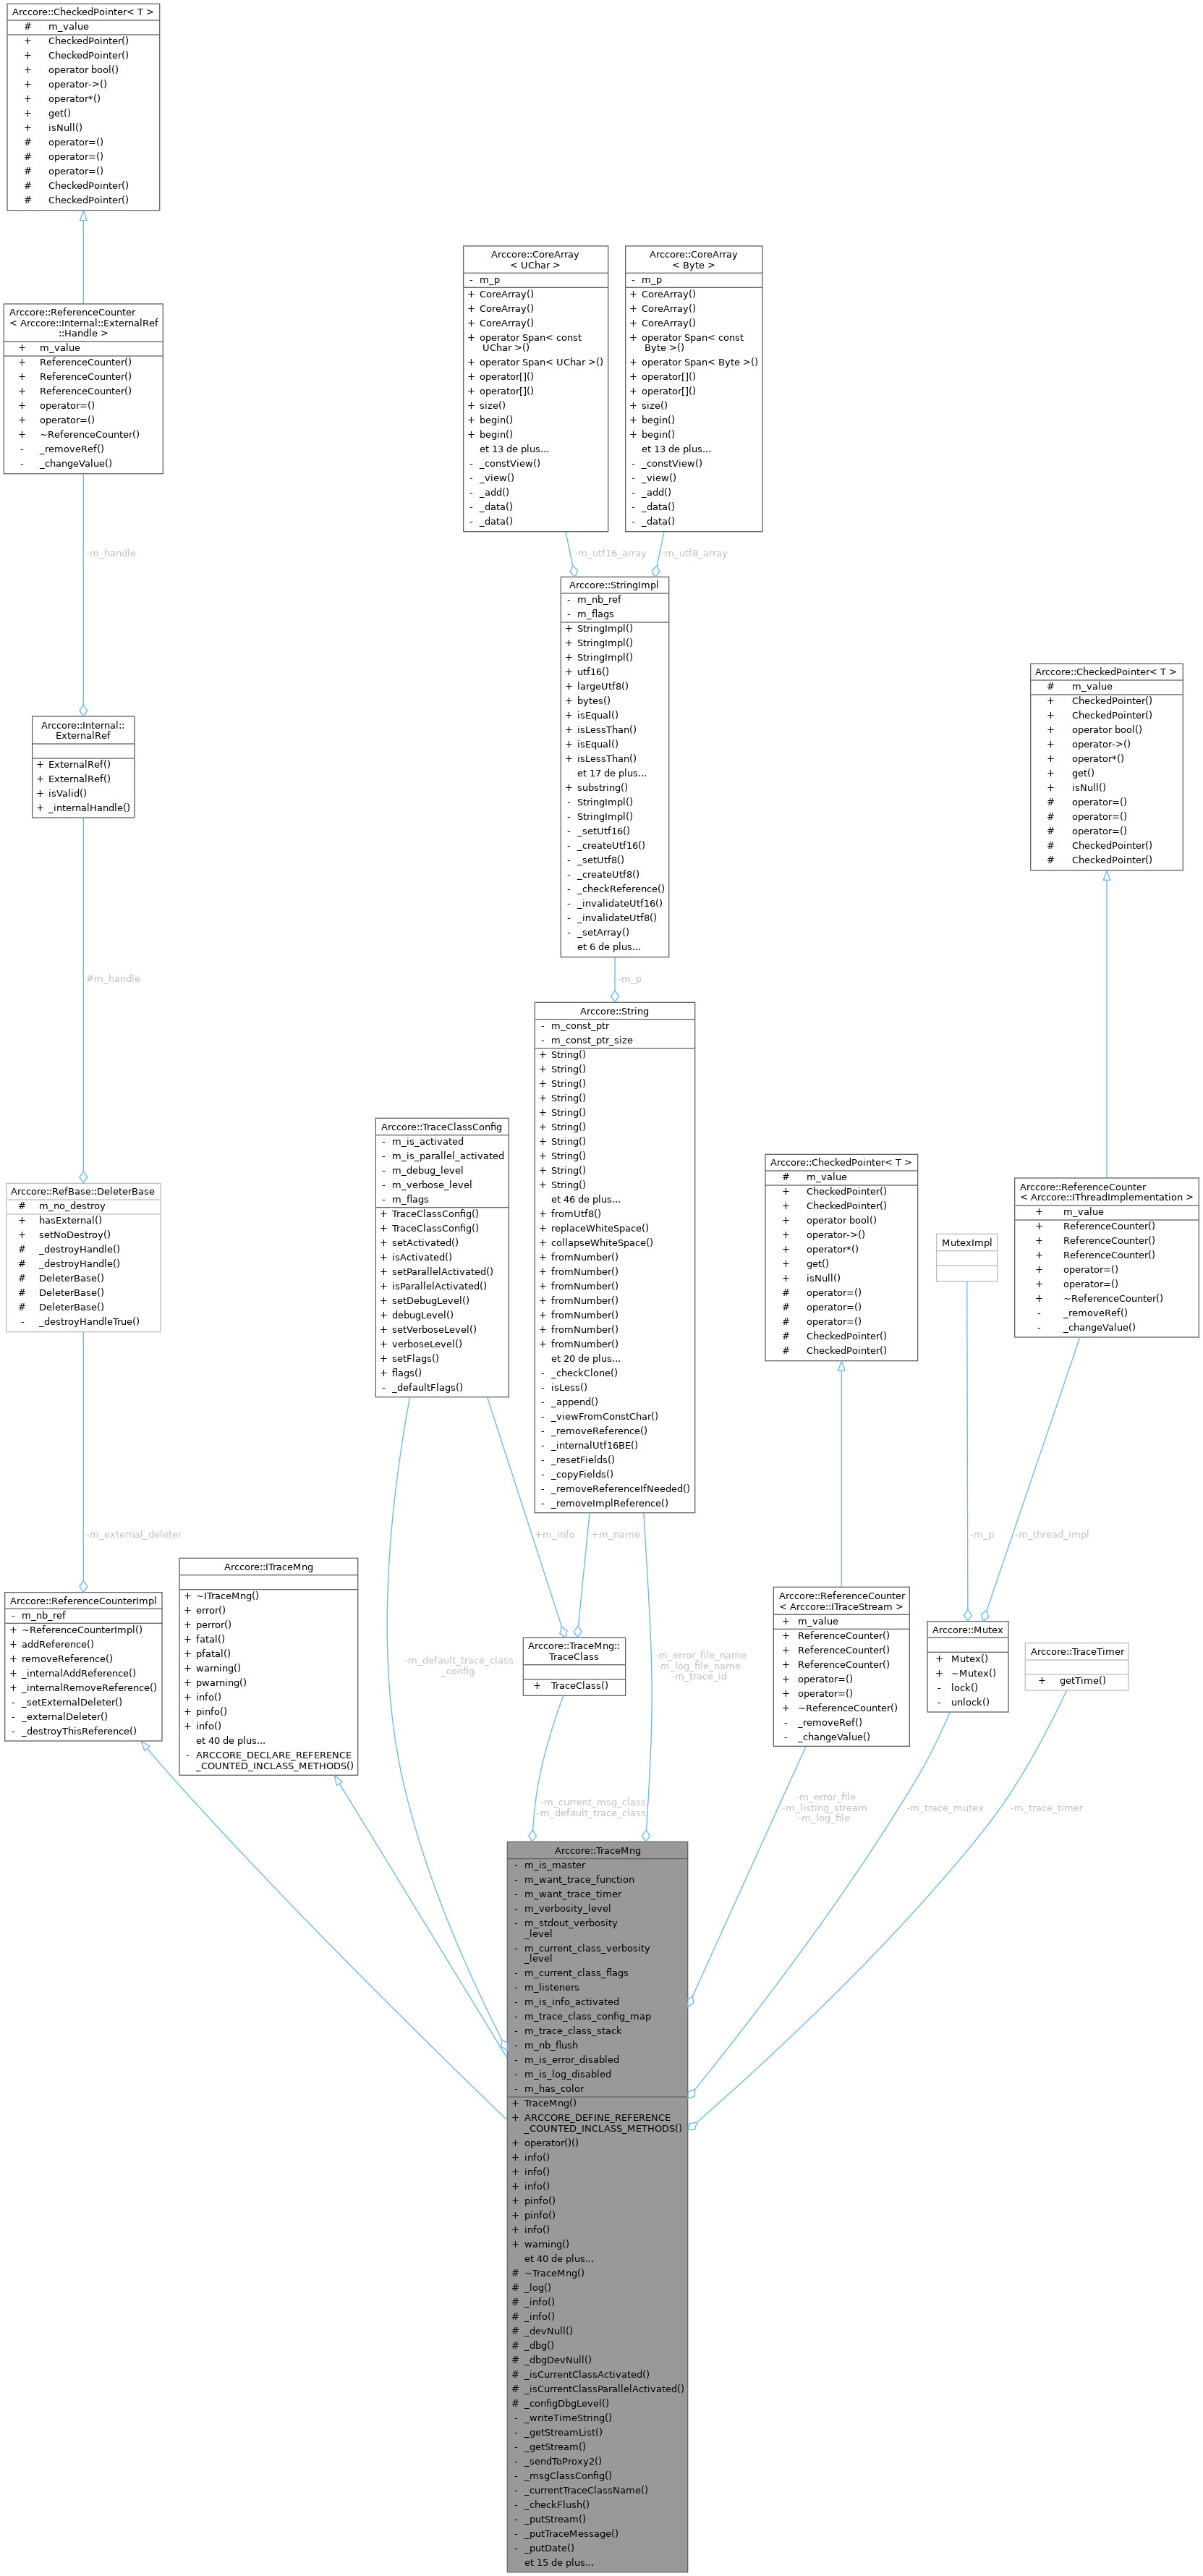 Arccore::CheckedPointer< T >
# m_value
+ CheckedPointer()
+ CheckedPointer()
+ operator bool()
+ operator->()
+ operator*()
+ get()
+ isNull()
# operator=()
# operator=()
# operator=()
# CheckedPointer()
# CheckedPointer()
Arccore::ReferenceCounter
< Arccore::Internal::ExternalRef
::Handle >
+ m_value
+ ReferenceCounter()
+ ReferenceCounter()
+ ReferenceCounter()
+ operator=()
+ operator=()
+ ~ReferenceCounter()
- _removeRef()
- _changeValue()
-m_handle
Arccore::Internal::
ExternalRef
+ ExternalRef()
+ ExternalRef()
+ isValid()
+ _internalHandle()
#m_handle
Arccore::RefBase::DeleterBase
# m_no_destroy
+ hasExternal()
+ setNoDestroy()
# _destroyHandle()
# _destroyHandle()
# DeleterBase()
# DeleterBase()
# DeleterBase()
- _destroyHandleTrue()
-m_external_deleter
Arccore::ReferenceCounterImpl
- m_nb_ref
+ ~ReferenceCounterImpl()
+ addReference()
+ removeReference()
+ _internalAddReference()
+ _internalRemoveReference()
- _setExternalDeleter()
- _externalDeleter()
- _destroyThisReference()
Arccore::ITraceMng
+ ~ITraceMng()
+ error()
+ perror()
+ fatal()
+ pfatal()
+ warning()
+ pwarning()
+ info()
+ pinfo()
+ info()
et 40 de plus...
- ARCCORE_DECLARE_REFERENCE
_COUNTED_INCLASS_METHODS()
Arccore::CoreArray
< UChar >
- m_p
+ CoreArray()
+ CoreArray()
+ CoreArray()
+ operator Span< const
UChar >()
+ operator Span< UChar >()
+ operator[]()
+ operator[]()
+ size()
+ begin()
+ begin()
et 13 de plus...
- _constView()
- _view()
- _add()
- _data()
- _data()
Arccore::CoreArray
< Byte >
- m_p
+ CoreArray()
+ CoreArray()
+ CoreArray()
+ operator Span< const
Byte >()
+ operator Span< Byte >()
+ operator[]()
+ operator[]()
+ size()
+ begin()
+ begin()
et 13 de plus...
- _constView()
- _view()
- _add()
- _data()
- _data()
-m_utf16_array
-m_utf8_array
Arccore::StringImpl
- m_nb_ref
- m_flags
+ StringImpl()
+ StringImpl()
+ StringImpl()
+ utf16()
+ largeUtf8()
+ bytes()
+ isEqual()
+ isLessThan()
+ isEqual()
+ isLessThan()
et 17 de plus...
+ substring()
- StringImpl()
- StringImpl()
- _setUtf16()
- _createUtf16()
- _setUtf8()
- _createUtf8()
- _checkReference()
- _invalidateUtf16()
- _invalidateUtf8()
- _setArray()
et 6 de plus...
-m_p
Arccore::String
- m_const_ptr
- m_const_ptr_size
+ String()
+ String()
+ String()
+ String()
+ String()
+ String()
+ String()
+ String()
+ String()
+ String()
et 46 de plus...
+ fromUtf8()
+ replaceWhiteSpace()
+ collapseWhiteSpace()
+ fromNumber()
+ fromNumber()
+ fromNumber()
+ fromNumber()
+ fromNumber()
+ fromNumber()
+ fromNumber()
et 20 de plus...
- _checkClone()
- isLess()
- _append()
- _viewFromConstChar()
- _removeReference()
- _internalUtf16BE()
- _resetFields()
- _copyFields()
- _removeReferenceIfNeeded()
- _removeImplReference()
Arccore::TraceClassConfig
- m_is_activated
- m_is_parallel_activated
- m_debug_level
- m_verbose_level
- m_flags
+ TraceClassConfig()
+ TraceClassConfig()
+ setActivated()
+ isActivated()
+ setParallelActivated()
+ isParallelActivated()
+ setDebugLevel()
+ debugLevel()
+ setVerboseLevel()
+ verboseLevel()
+ setFlags()
+ flags()
- _defaultFlags()
+m_info
+m_name
Arccore::TraceMng::
TraceClass
+ TraceClass()
-m_default_trace_class
_config
-m_error_file_name
-m_log_file_name
-m_trace_id
-m_current_msg_class
-m_default_trace_class
Arccore::CheckedPointer< T >
# m_value
+ CheckedPointer()
+ CheckedPointer()
+ operator bool()
+ operator->()
+ operator*()
+ get()
+ isNull()
# operator=()
# operator=()
# operator=()
# CheckedPointer()
# CheckedPointer()
Arccore::ReferenceCounter
< Arccore::ITraceStream >
+ m_value
+ ReferenceCounter()
+ ReferenceCounter()
+ ReferenceCounter()
+ operator=()
+ operator=()
+ ~ReferenceCounter()
- _removeRef()
- _changeValue()
-m_error_file
-m_listing_stream
-m_log_file
Arccore::CheckedPointer< T >
# m_value
+ CheckedPointer()
+ CheckedPointer()
+ operator bool()
+ operator->()
+ operator*()
+ get()
+ isNull()
# operator=()
# operator=()
# operator=()
# CheckedPointer()
# CheckedPointer()
Arccore::ReferenceCounter
< Arccore::IThreadImplementation >
+ m_value
+ ReferenceCounter()
+ ReferenceCounter()
+ ReferenceCounter()
+ operator=()
+ operator=()
+ ~ReferenceCounter()
- _removeRef()
- _changeValue()
MutexImpl
-m_p
-m_thread_impl
Arccore::Mutex
+ Mutex()
+ ~Mutex()
- lock()
- unlock()
Arccore::TraceTimer
+ getTime()
-m_trace_mutex
-m_trace_timer
Arccore::TraceMng
- m_is_master
- m_want_trace_function
- m_want_trace_timer
- m_verbosity_level
- m_stdout_verbosity
_level
- m_current_class_verbosity
_level
- m_current_class_flags
- m_listeners
- m_is_info_activated
- m_trace_class_config_map
- m_trace_class_stack
- m_nb_flush
- m_is_error_disabled
- m_is_log_disabled
- m_has_color
+ TraceMng()
+ ARCCORE_DEFINE_REFERENCE
_COUNTED_INCLASS_METHODS()
+ operator()()
+ info()
+ info()
+ info()
+ pinfo()
+ pinfo()
+ info()
+ warning()
et 40 de plus...
# ~TraceMng()
# _log()
# _info()
# _info()
# _devNull()
# _dbg()
# _dbgDevNull()
# _isCurrentClassActivated()
# _isCurrentClassParallelActivated()
# _configDbgLevel()
- _writeTimeString()
- _getStreamList()
- _getStream()
- _sendToProxy2()
- _msgClassConfig()
- _currentTraceClassName()
- _checkFlush()
- _putStream()
- _putTraceMessage()
- _putDate()
et 15 de plus...